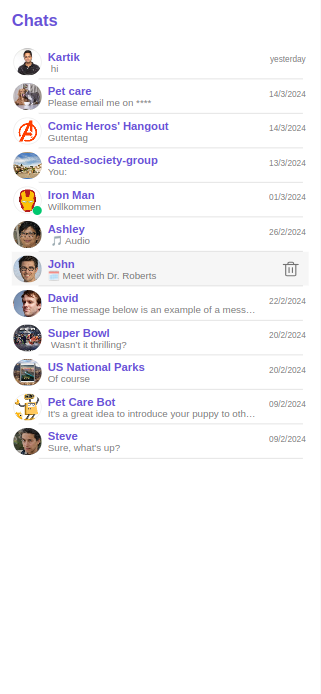 Chats
Kartik
yesterday
hi
Pet care
14/3/2024
Please email me on ****
Comic Heros' Hangout
14/3/2024
Gutentag
Gated-society-group
13/3/2024
You:
Iron Man
01/3/2024
Willkommen
Ashley
26/2/2024
🎵 Audio
John
🗓️ Meet with Dr. Roberts
David
22/2/2024
The message below is an example of a mess...
Super Bowl
20/2/2024
Wasn't it thrilling?
US National Parks
20/2/2024
Of course
Pet Care Bot
09/2/2024
It's a great idea to introduce your puppy to oth...
Steve
09/2/2024
Sure, what's up?